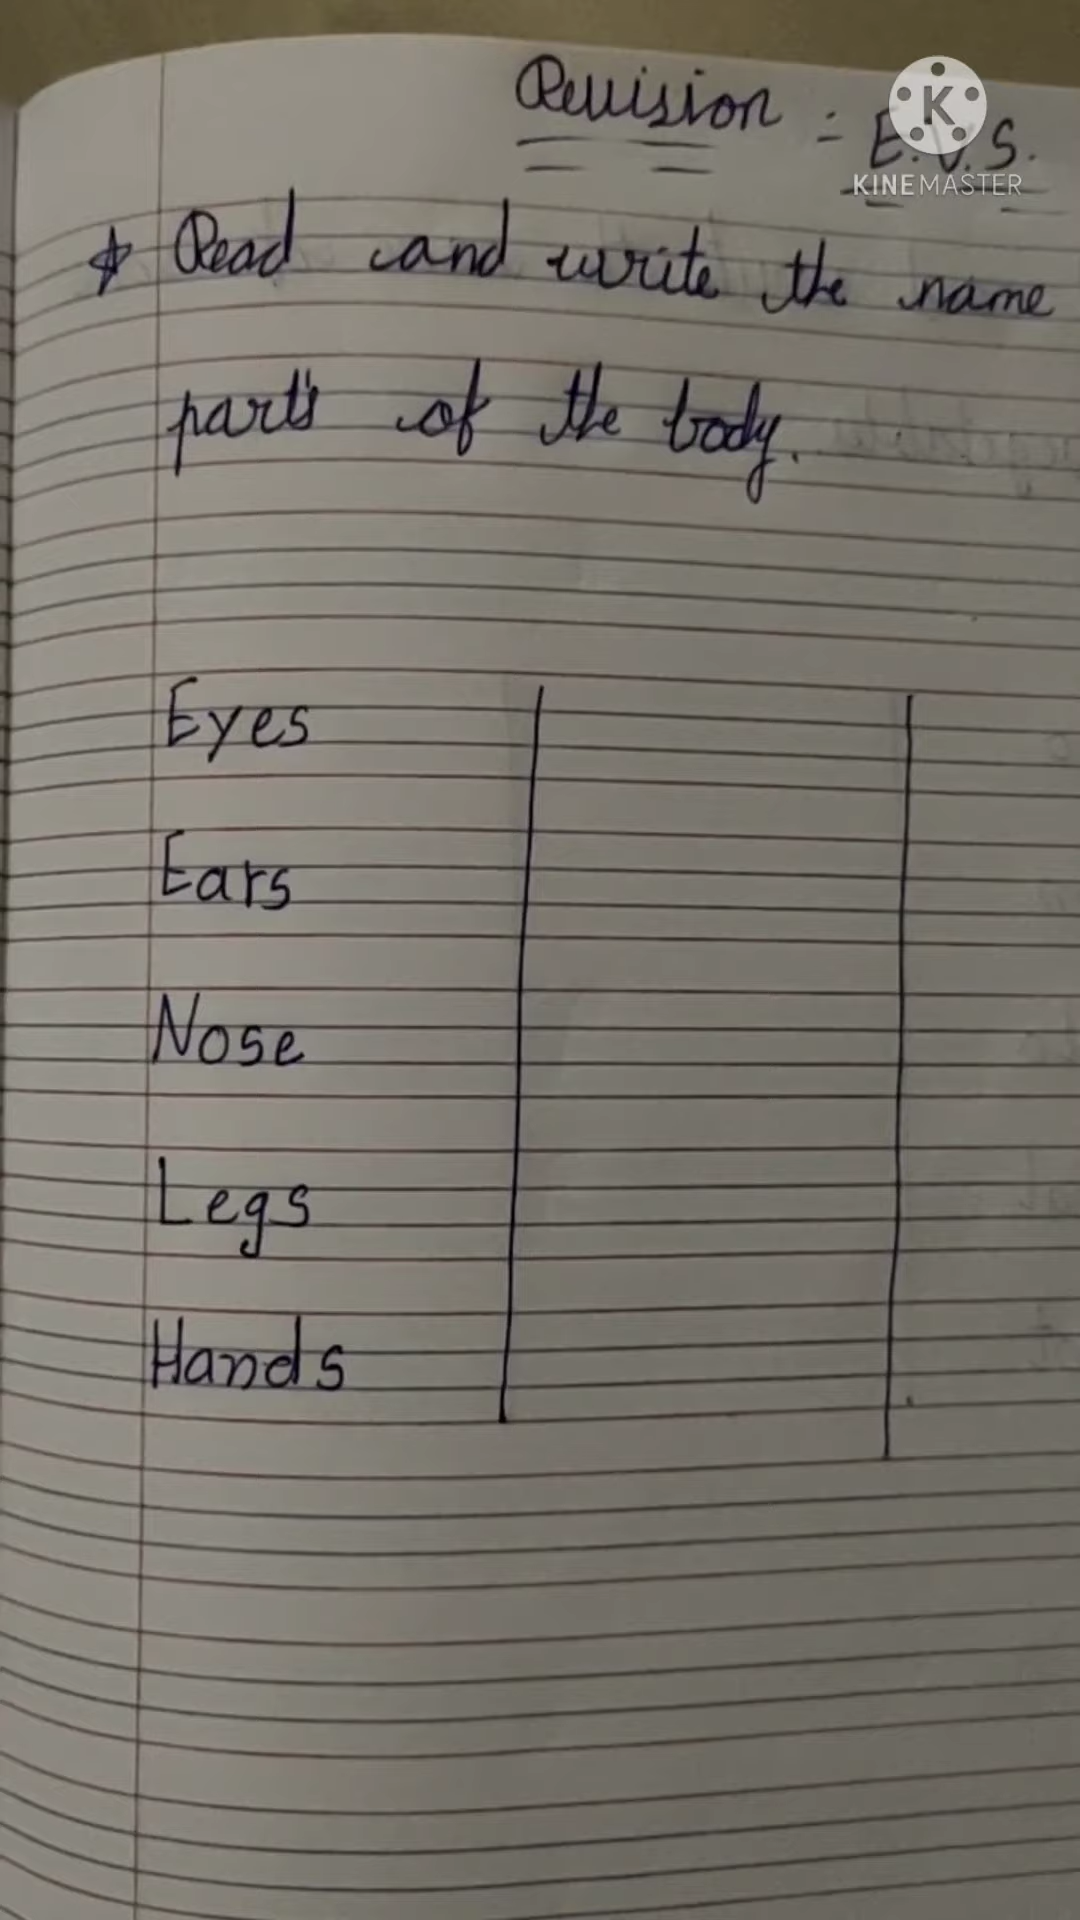 Revision :- E.V.S.
KINEMASTER
* Read and write the name
parts of the body.
Eyes
Ears
Nose
Legs
Hands